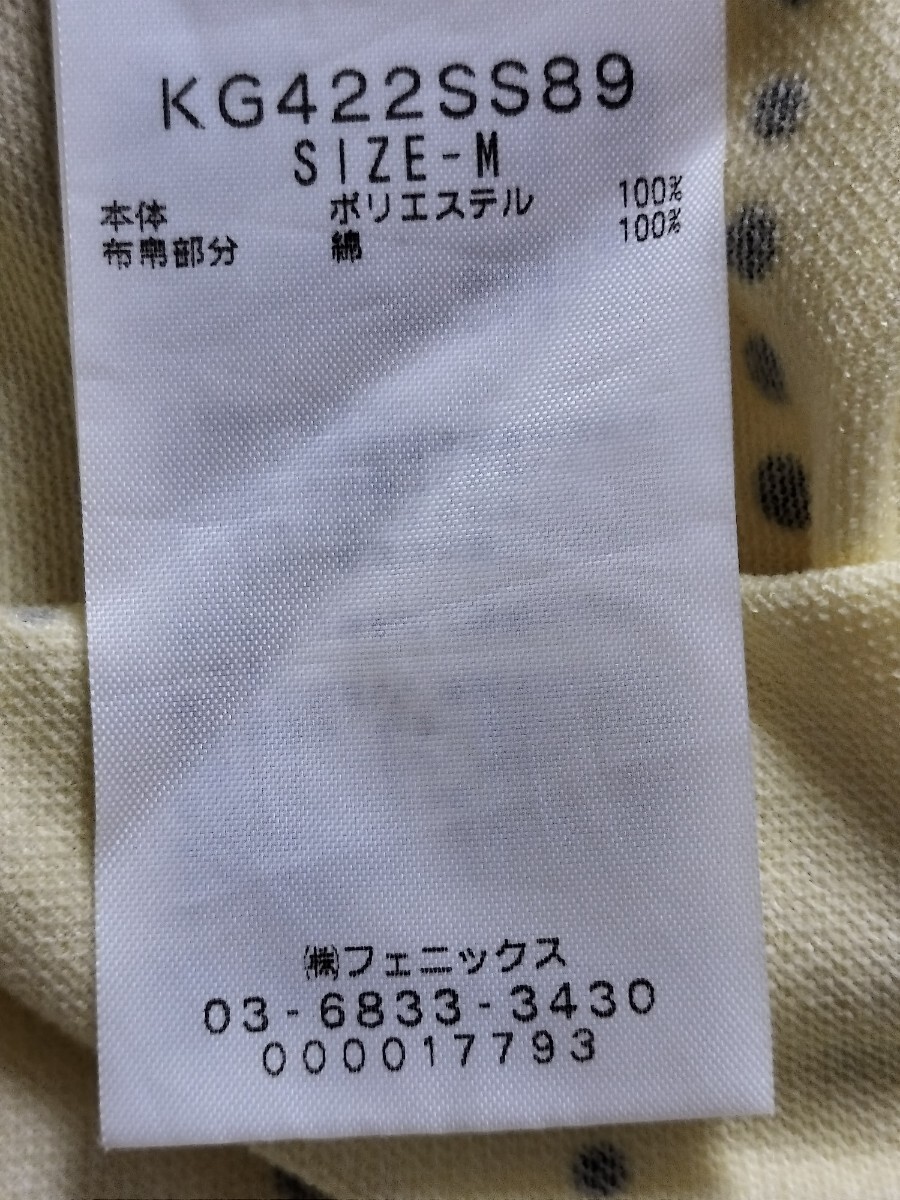 KG422SS89
SIZE-M
本体 ポリエステル 100%
布帛部分 綿 100%
㈱フェニックス
03-6833-3430
000017793